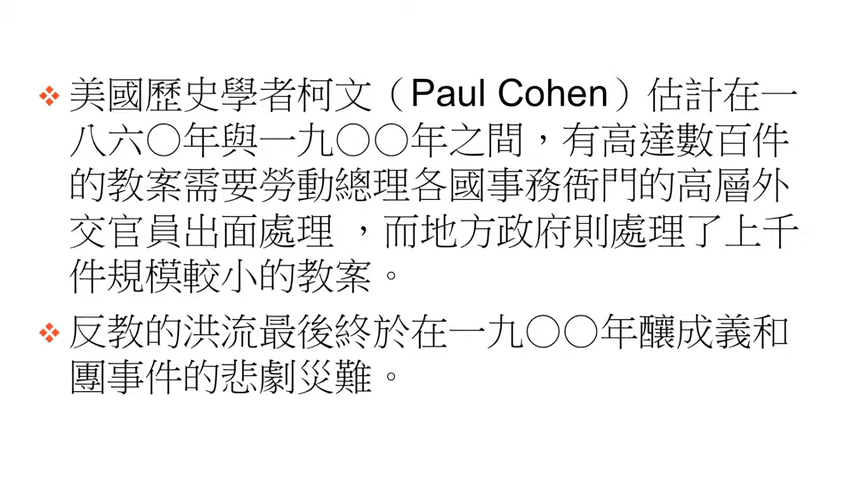 美國歷史學者柯文（Paul Cohen）估計在一
八六〇年與一九〇〇年之間，有高達數百件
的教案需要勞動總理各國事務衙門的高層外
交官員出面處理 ，而地方政府則處理了上千
件規模較小的教案。
反教的洪流最後終於在一九〇〇年釀成義和
團事件的悲劇災難。